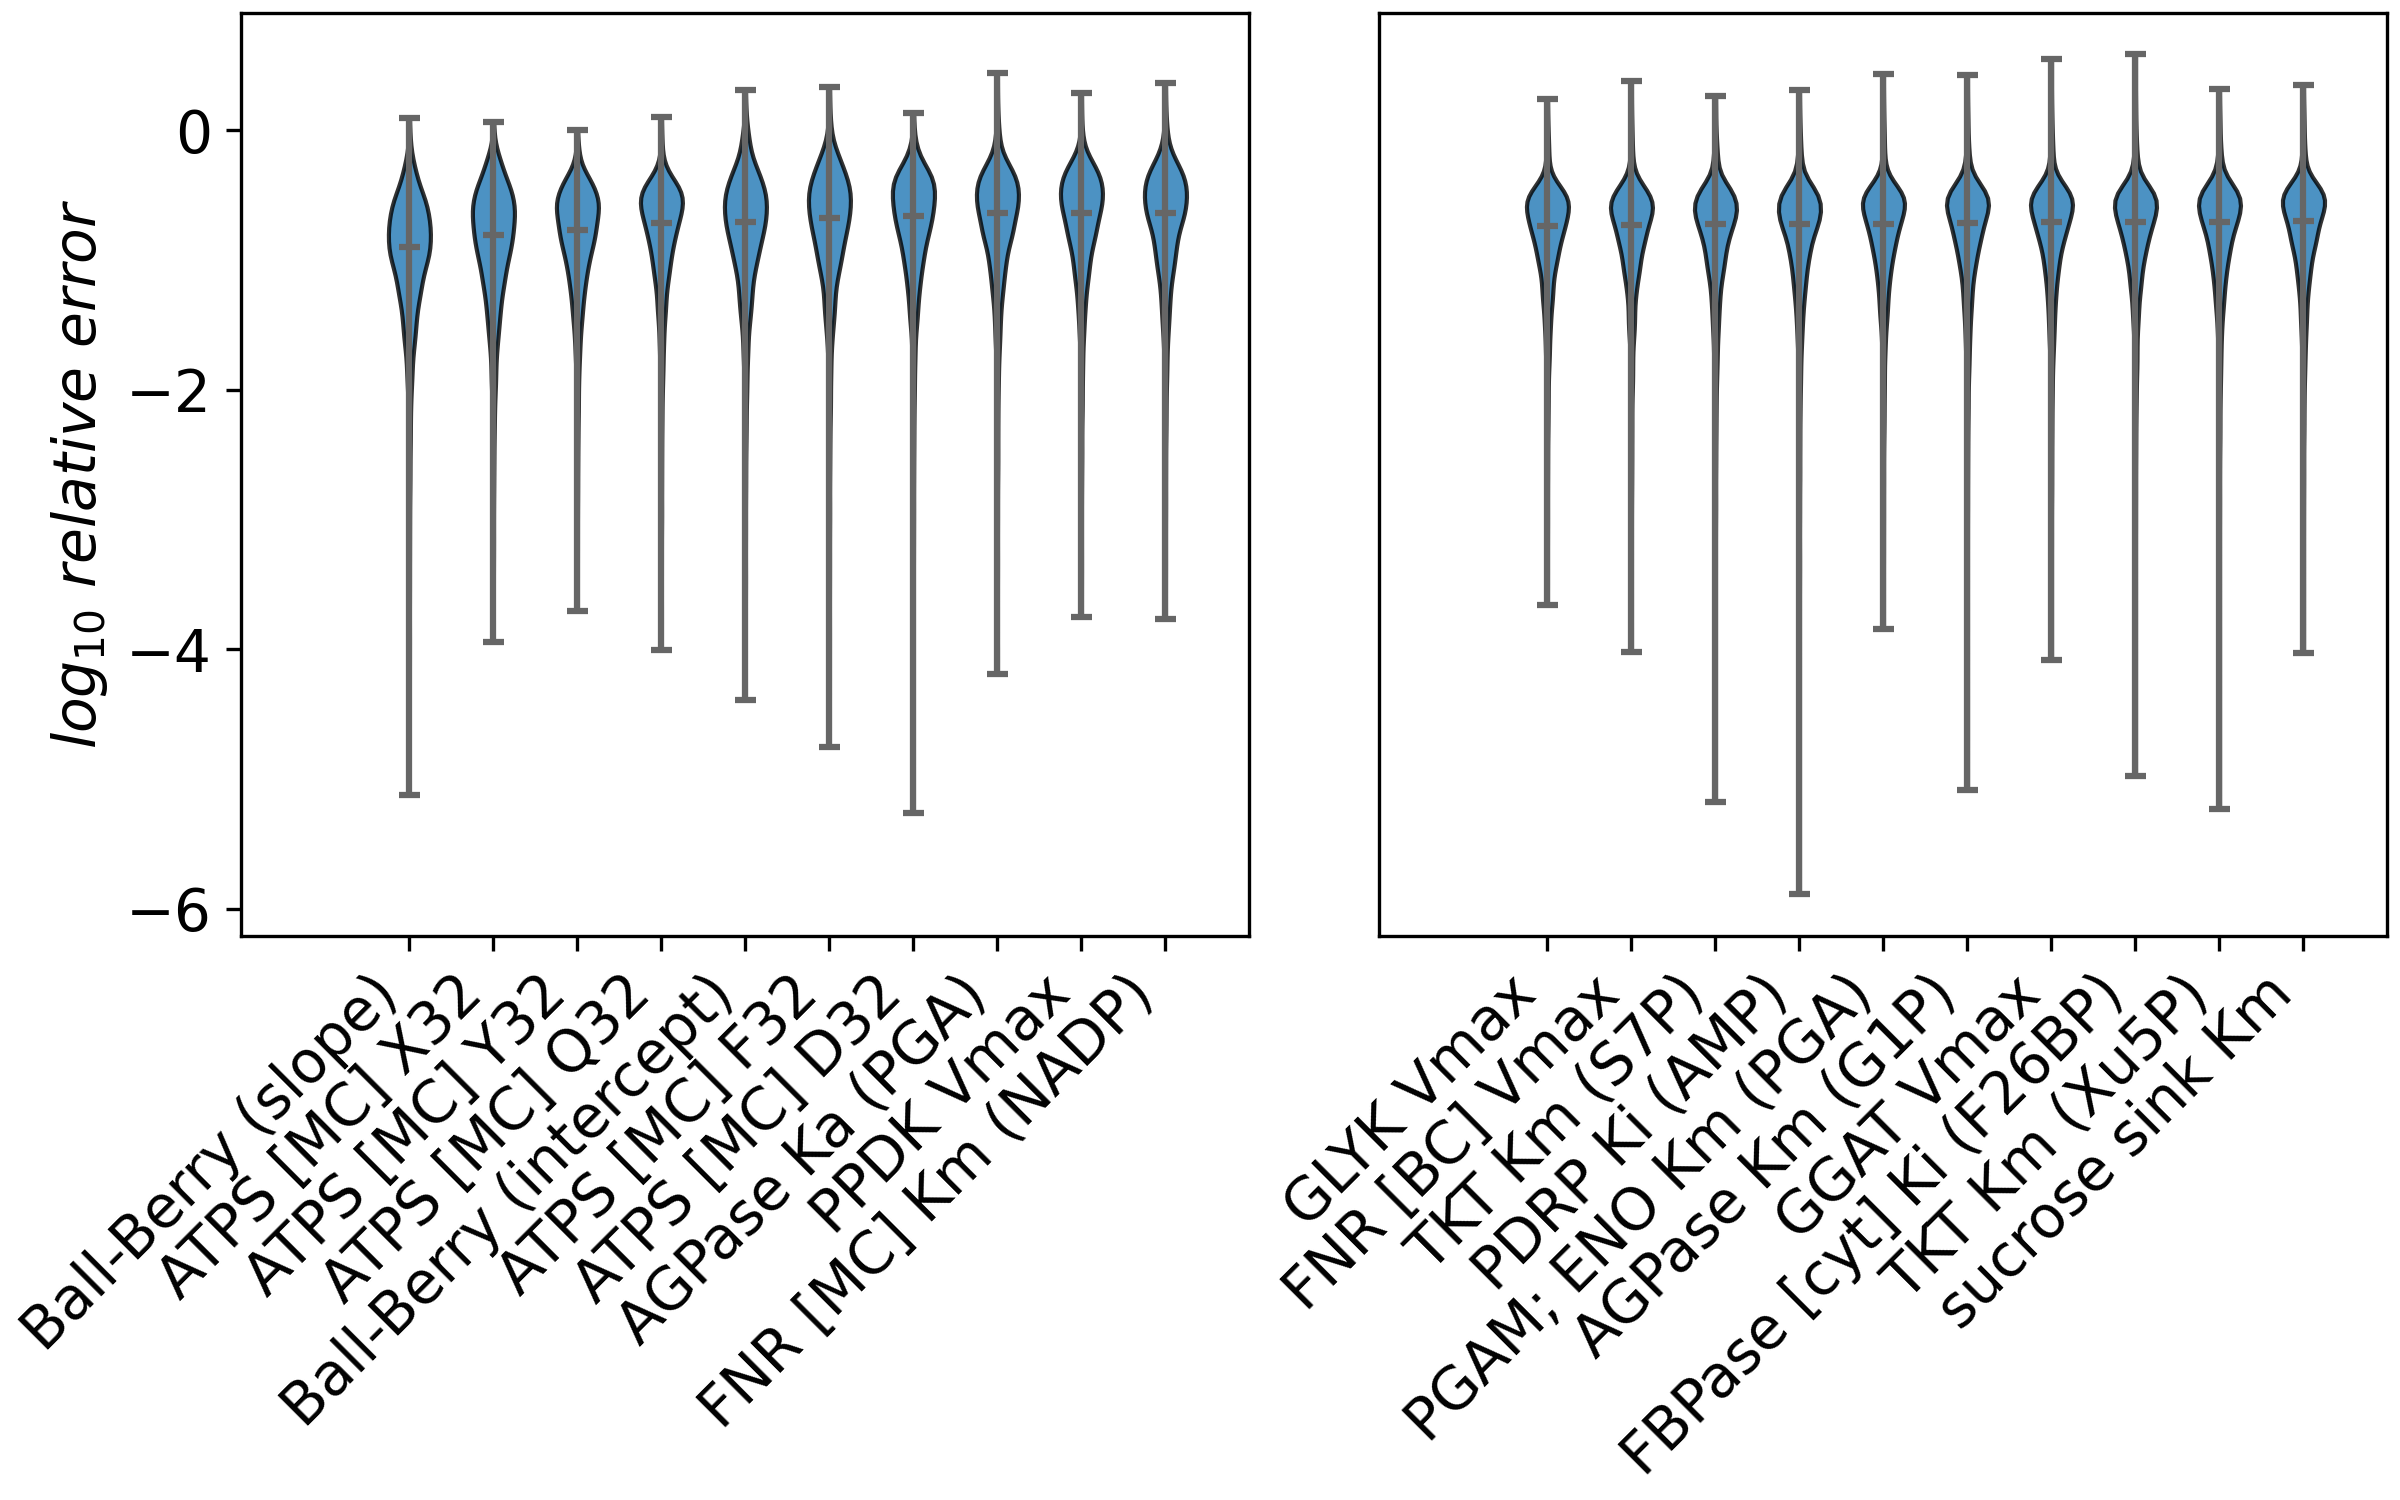 log10 relative error
0
−2
−4
−6
Ball-Berry (slope)
ATPS [MC] X32
ATPS [MC] Y32
ATPS [MC] Q32
Ball-Berry (intercept)
ATPS [MC] F32
ATPS [MC] D32
AGPase Ka (PGA)
PPDK Vmax
FNR [MC] Km (NADP)
GLYK Vmax
FNR [BC] Vmax
TKT Km (S7P)
PDRP Ki (AMP)
PGAM; ENO Km (PGA)
AGPase Km (G1P)
GGAT Vmax
FBPase [cyt] Ki (F26BP)
TKT Km (Xu5P)
sucrose sink Km